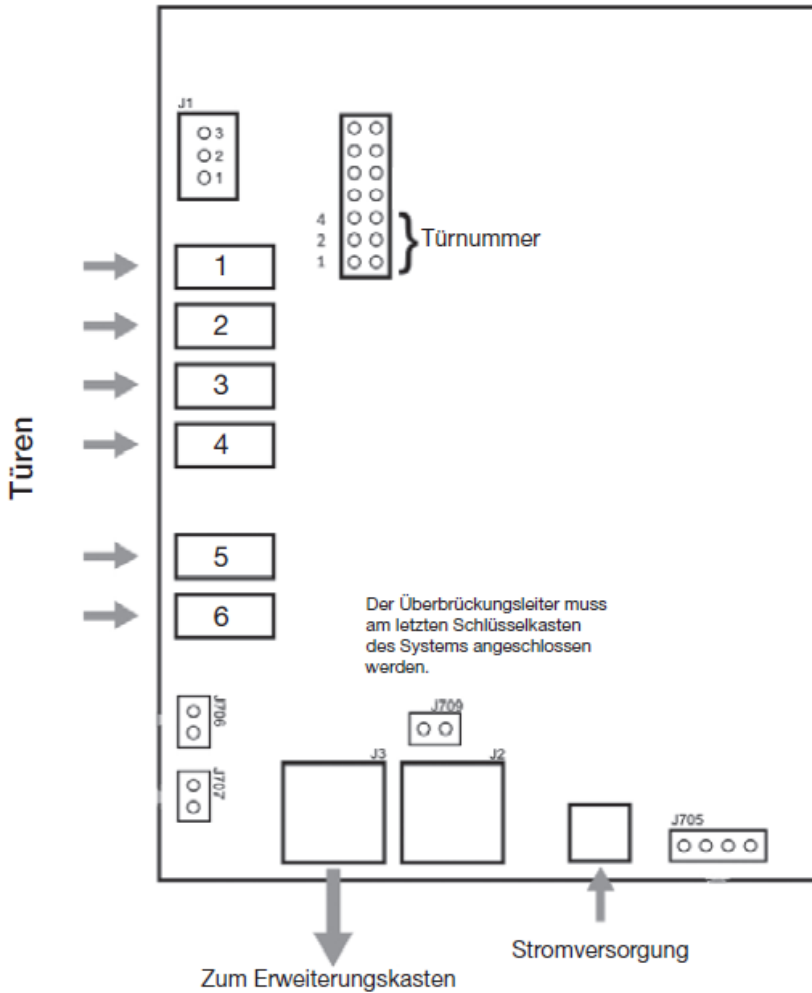 J1
3
2
1
4
2
1
Türnummer
Türen
1
2
3
4
5
6
Der Überbrückungsleiter muss
am letzten Schlüsselkasten
des Systems angeschlossen
werden.
J706
J709
J707
J3
J2
J705
Stromversorgung
Zum Erweiterungskasten